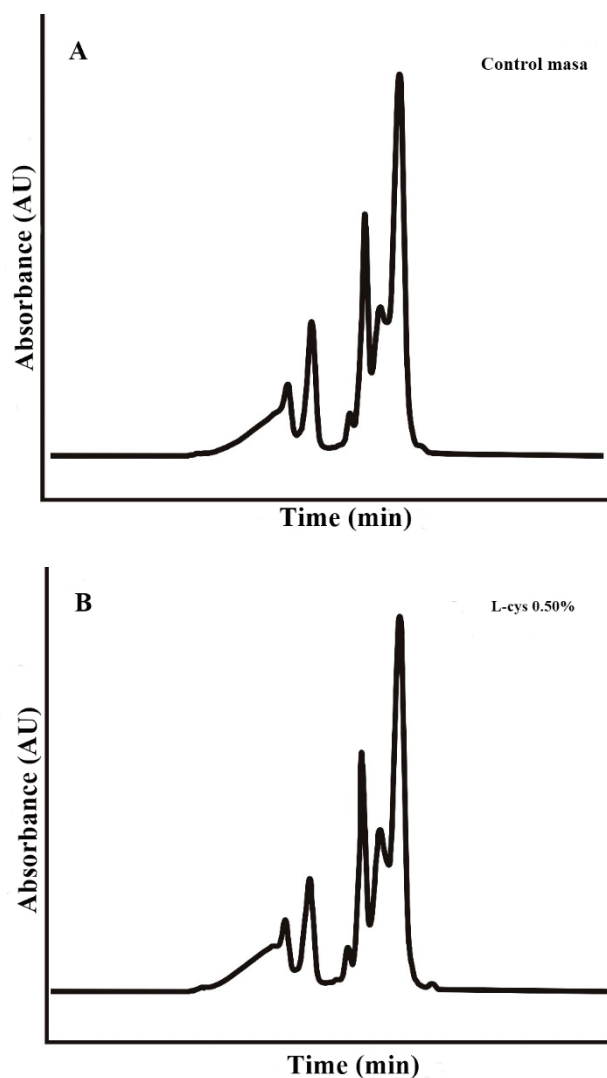 A
Control masa
Absorbance (AU)
Time (min)
B
L-cys 0.50%
Absorbance (AU)
Time (min)